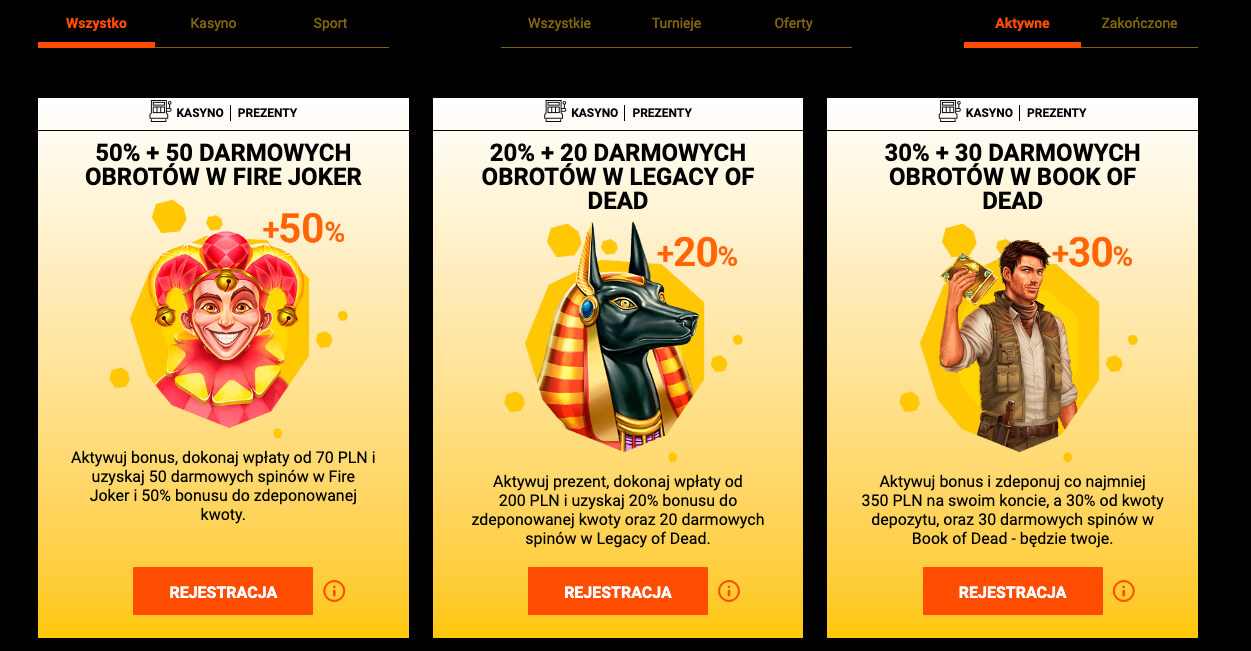 Wszystko Kasyno Sport Wszystkie Turnieje Oferty Aktywne Zakończone
KASYNO | PREZENTY
50% + 50 DARMOWYCH
OBROTÓW W FIRE JOKER
+50%
Aktywuj bonus, dokonaj wpłaty od 70 PLN i
uzyskaj 50 darmowych spinów w Fire
Joker i 50% bonusu do zdeponowanej
kwoty.
REJESTRACJA
KASYNO | PREZENTY
20% + 20 DARMOWYCH
OBROTÓW W LEGACY OF
DEAD
+20%
Aktywuj prezent, dokonaj wpłaty od
200 PLN i uzyskaj 20% bonusu do
zdeponowanej kwoty oraz 20 darmowych
spinów w Legacy of Dead.
REJESTRACJA
KASYNO | PREZENTY
30% + 30 DARMOWYCH
OBROTÓW W BOOK OF
DEAD
+30%
Aktywuj bonus i zdeponuj co najmniej
350 PLN na swoim koncie, a 30% od kwoty
depozytu, oraz 30 darmowych spinów w
Book of Dead - będzie twoje.
REJESTRACJA